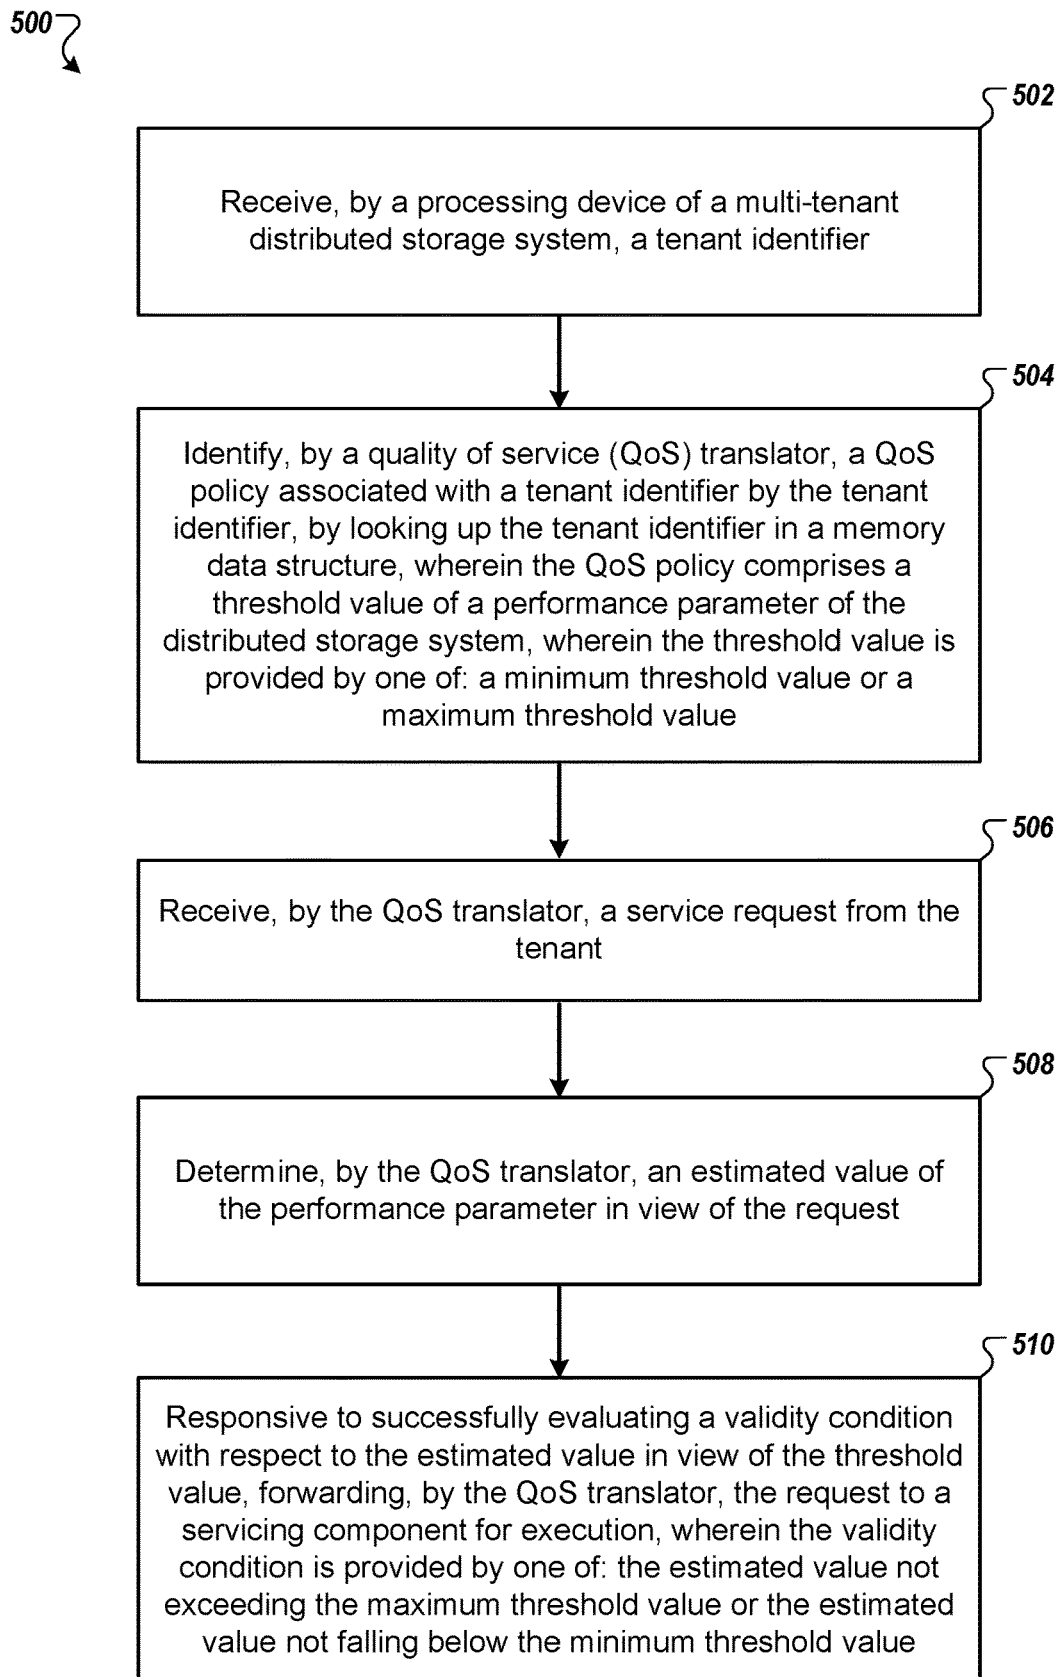 500
502
Receive, by a processing device of a multi-tenant
distributed storage system, a tenant identifier
504
Identify, by a quality of service (QoS) translator, a QoS
policy associated with a tenant identifier by the tenant
identifier, by looking up the tenant identifier in a memory
data structure, wherein the QoS policy comprises a
threshold value of a performance parameter of the
distributed storage system, wherein the threshold value is
provided by one of: a minimum threshold value or a
maximum threshold value
506
Receive, by the QoS translator, a service request from the
tenant
508
Determine, by the QoS translator, an estimated value of
the performance parameter in view of the request
510
Responsive to successfully evaluating a validity condition
with respect to the estimated value in view of the threshold
value, forwarding, by the QoS translator, the request to a
servicing component for execution, wherein the validity
condition is provided by one of: the estimated value not
exceeding the maximum threshold value or the estimated
value not falling below the minimum threshold value